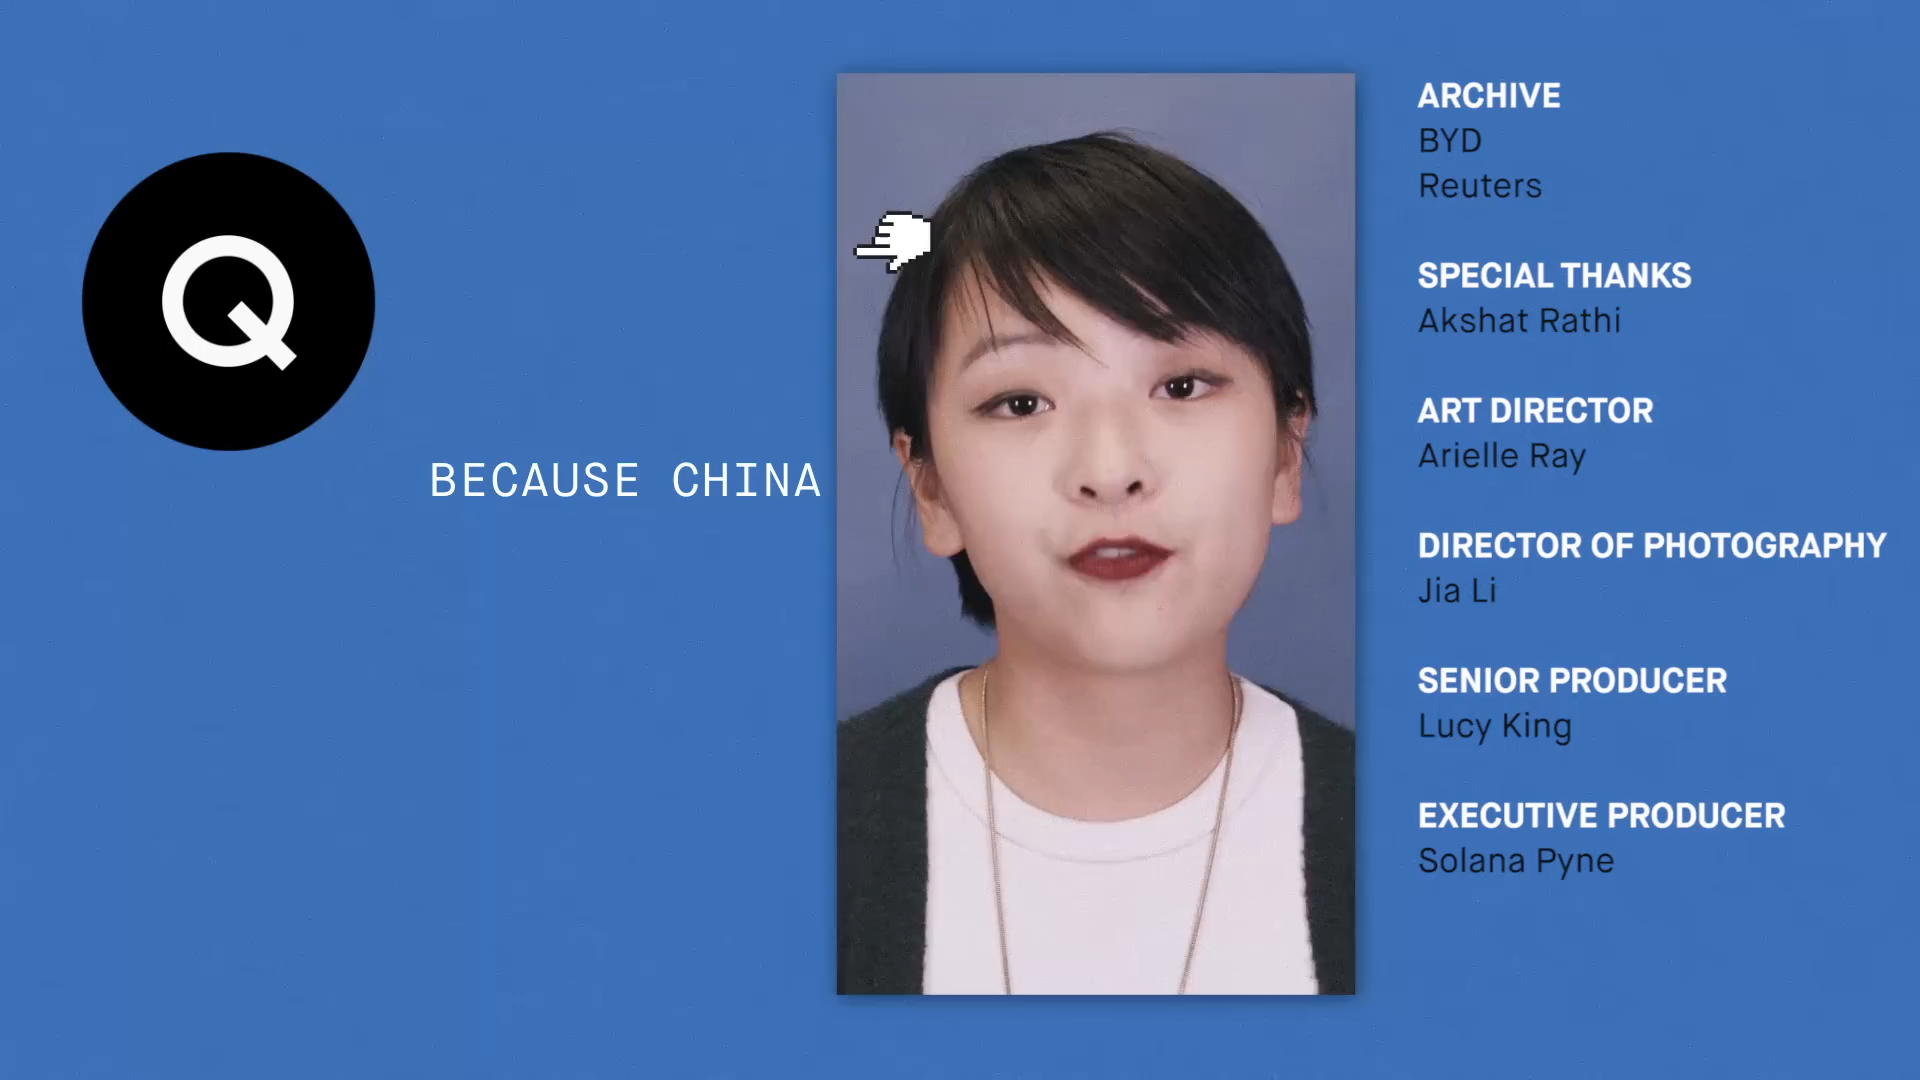 Q
BECAUSE CHINA
ARCHIVE
BYD
Reuters
SPECIAL THANKS
Akshat Rathi
ART DIRECTOR
Arielle Ray
DIRECTOR OF PHOTOGRAPHY
Jia Li
SENIOR PRODUCER
Lucy King
EXECUTIVE PRODUCER
Solana Pyne